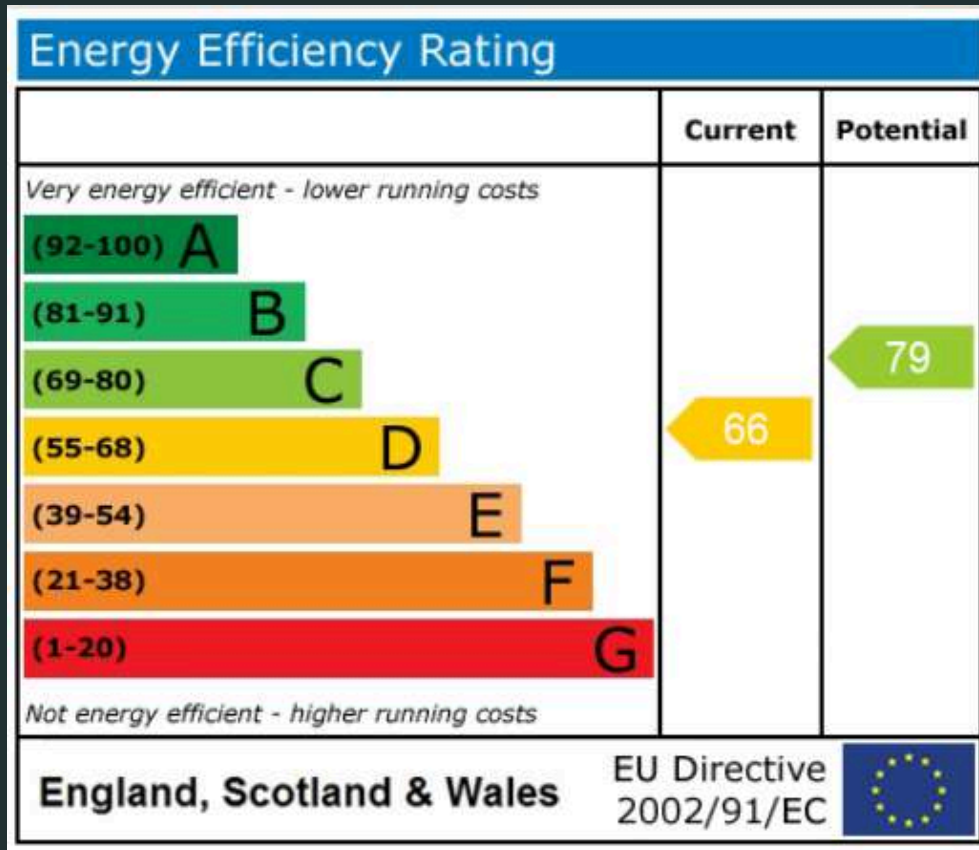 Energy Efficiency Rating
Current Potential
Very energy efficient - lower running costs
(92-100) A
(81-91) B
(69-80) C
79
(55-68) D
66
(39-54) E
(21-38) F
(1-20) G
Not energy efficient - higher running costs
England, Scotland & Wales
EU Directive
2002/91/EC